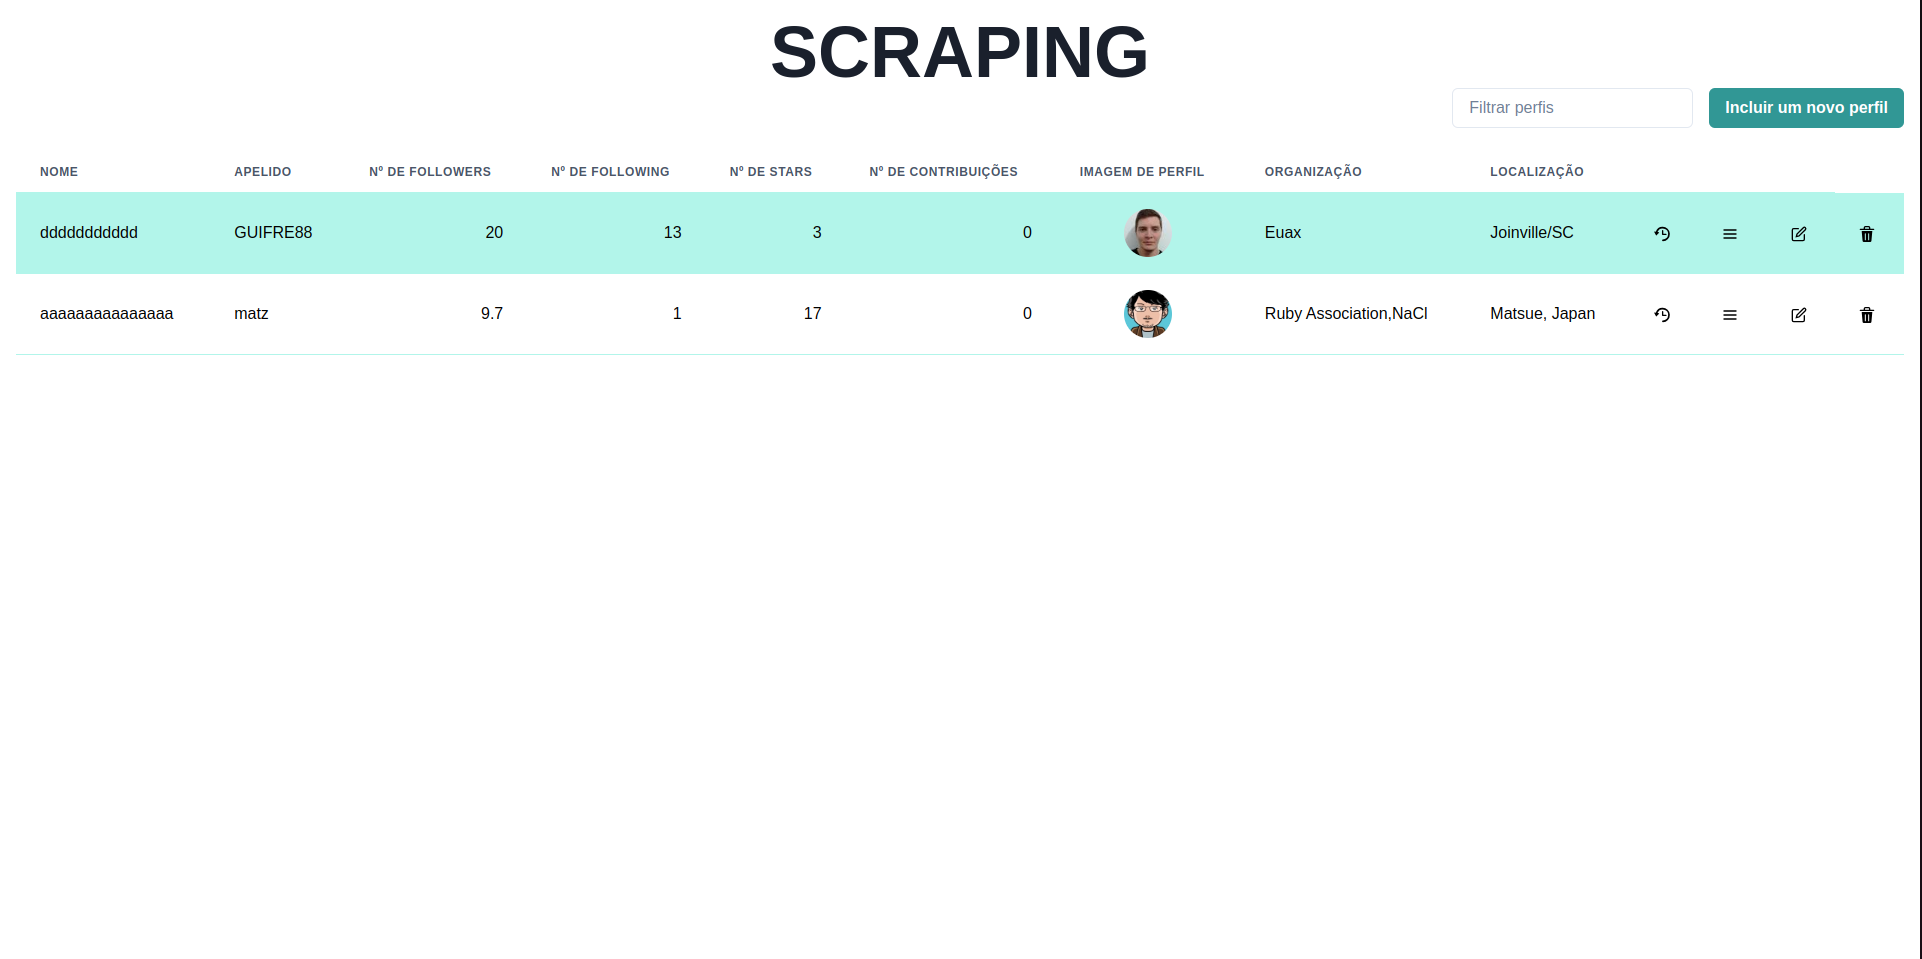 SCRAPING
Filtrar perfis Incluir um novo perfil
NOME APELIDO Nº DE FOLLOWERS Nº DE FOLLOWING Nº DE STARS Nº DE CONTRIBUIÇÕES IMAGEM DE PERFIL ORGANIZAÇÃO LOCALIZAÇÃO
ddddddddddd GUIFRE88 20 13 3 0 Euax Joinville/SC
aaaaaaaaaaaaaaa matz 9.7 1 17 0 Ruby Association,NaCl Matsue, Japan